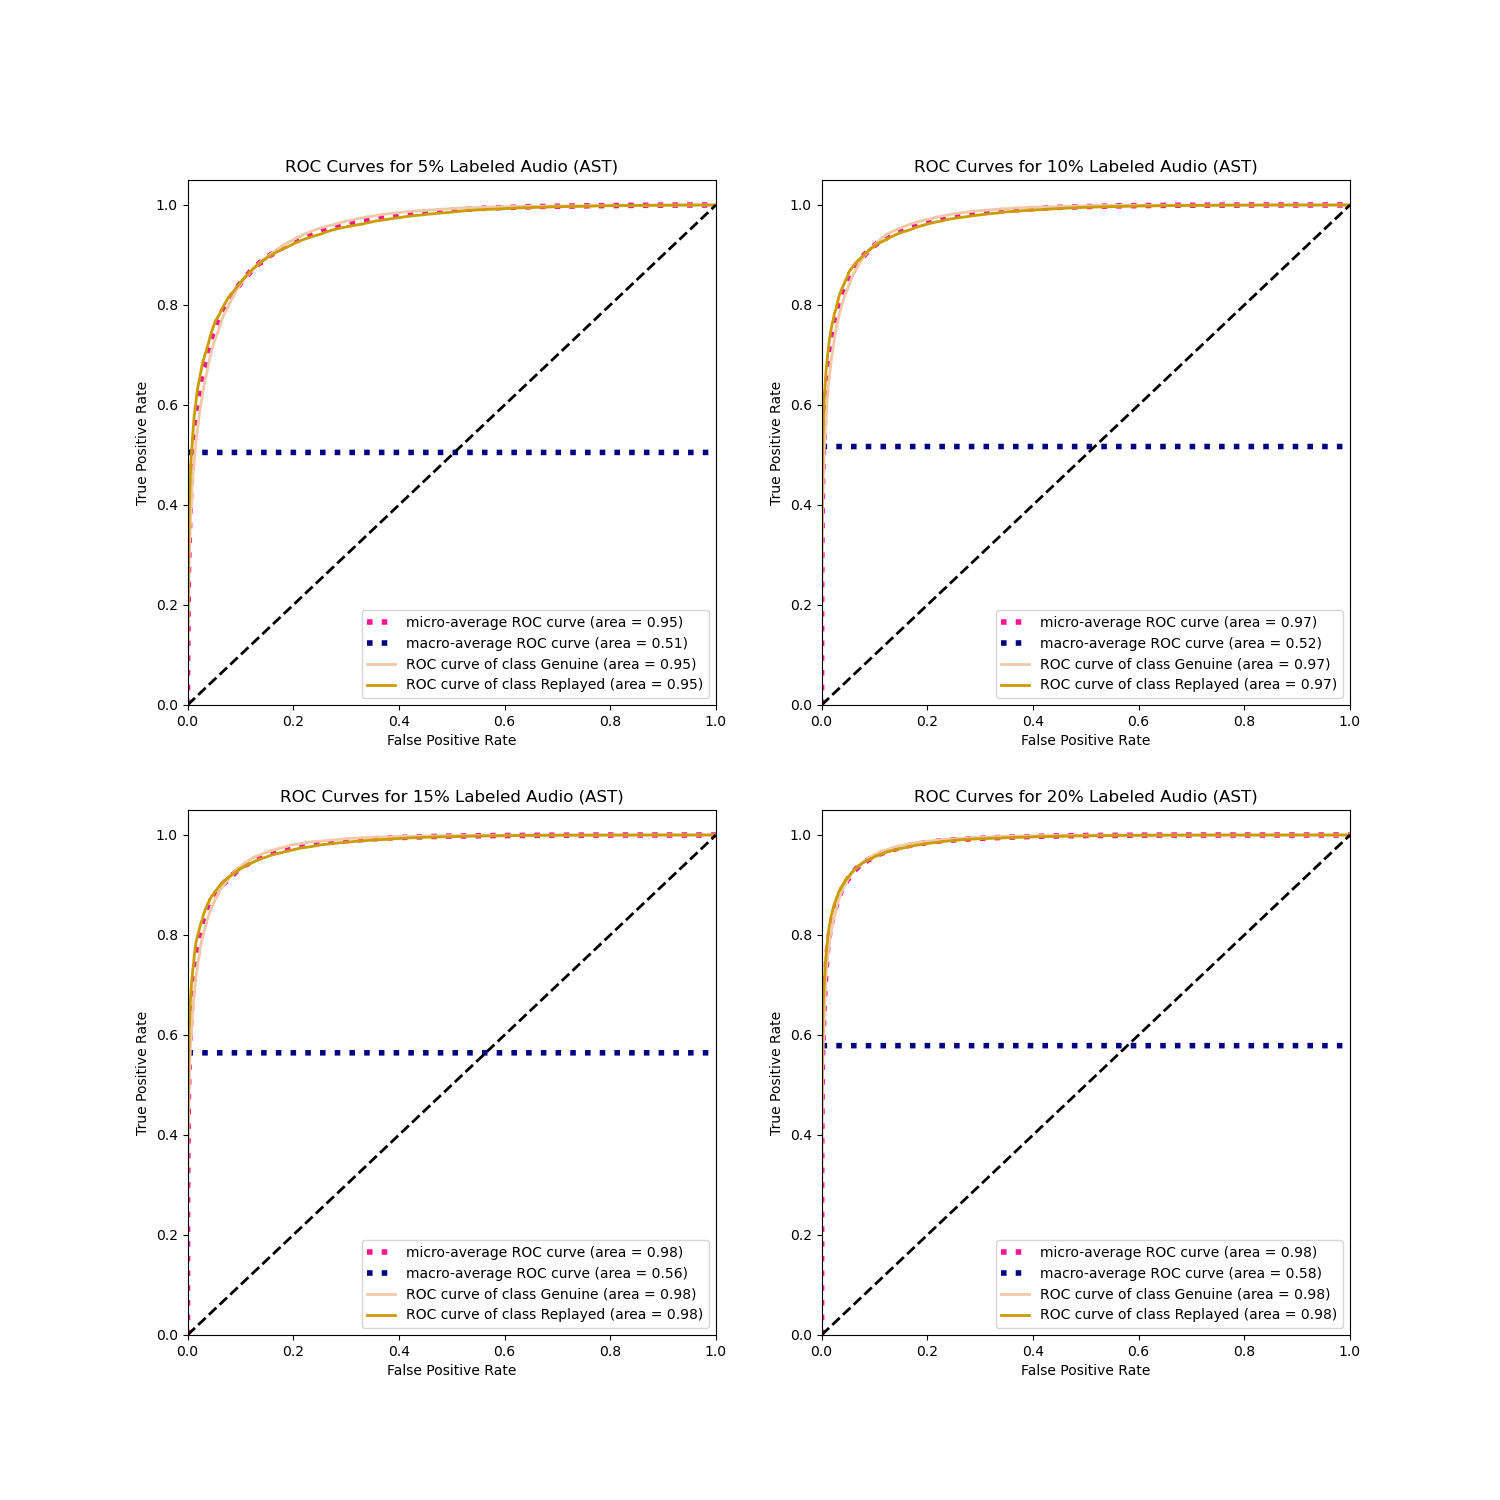 ROC Curves for 5% Labeled Audio (AST)
True Positive Rate
1.0
0.8
0.6
0.4
0.2
0.0
micro-average ROC curve (area = 0.95)
macro-average ROC curve (area = 0.51)
ROC curve of class Genuine (area = 0.95)
ROC curve of class Replayed (area = 0.95)
0.0 0.2 0.4 0.6 0.8 1.0
False Positive Rate
ROC Curves for 10% Labeled Audio (AST)
True Positive Rate
1.0
0.8
0.6
0.4
0.2
0.0
micro-average ROC curve (area = 0.97)
macro-average ROC curve (area = 0.52)
ROC curve of class Genuine (area = 0.97)
ROC curve of class Replayed (area = 0.97)
0.0 0.2 0.4 0.6 0.8 1.0
False Positive Rate
ROC Curves for 15% Labeled Audio (AST)
True Positive Rate
1.0
0.8
0.6
0.4
0.2
0.0
micro-average ROC curve (area = 0.98)
macro-average ROC curve (area = 0.56)
ROC curve of class Genuine (area = 0.98)
ROC curve of class Replayed (area = 0.98)
0.0 0.2 0.4 0.6 0.8 1.0
False Positive Rate
ROC Curves for 20% Labeled Audio (AST)
True Positive Rate
1.0
0.8
0.6
0.4
0.2
0.0
micro-average ROC curve (area = 0.98)
macro-average ROC curve (area = 0.58)
ROC curve of class Genuine (area = 0.98)
ROC curve of class Replayed (area = 0.98)
0.0 0.2 0.4 0.6 0.8 1.0
False Positive Rate